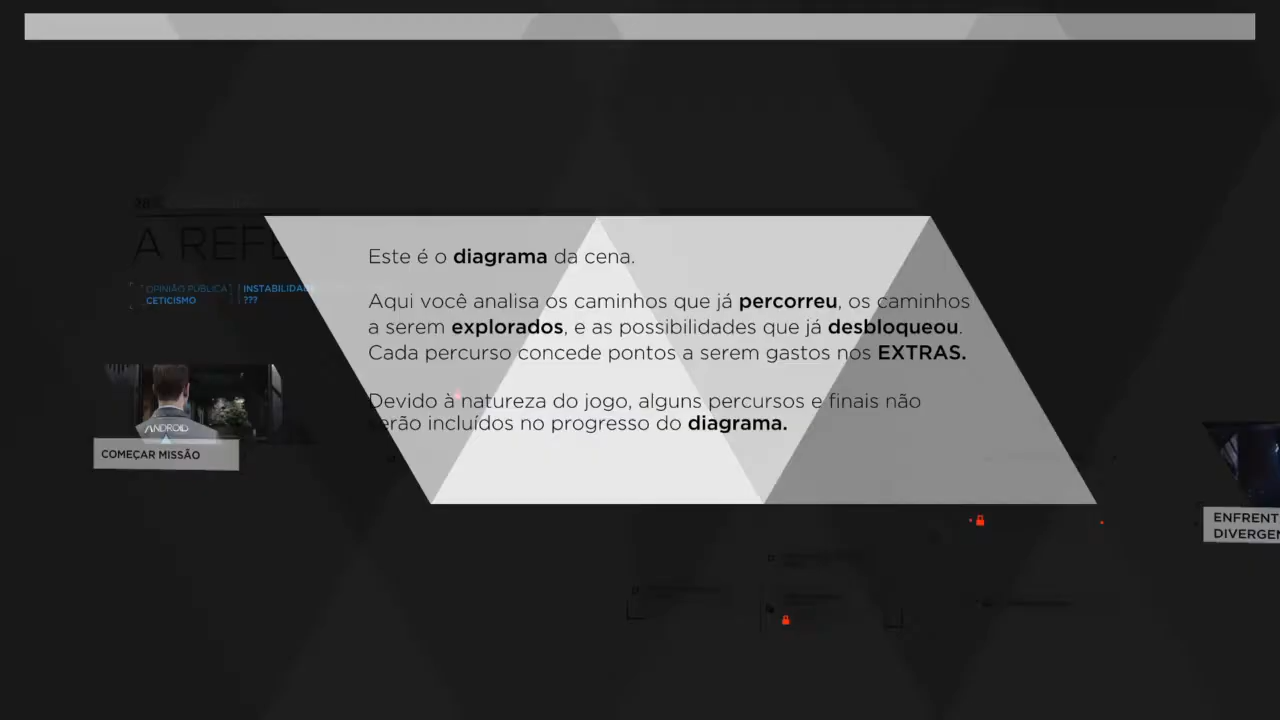 A REFÉ
OPINIÃO PÚBLICA
CETICISMO
INSTABILIDADE
???
Este é o diagrama da cena.
Aqui você analisa os caminhos que já percorreu, os caminhos
a serem explorados, e as possibilidades que já desbloqueou.
Cada percurso concede pontos a serem gastos nos EXTRAS.
Devido à natureza do jogo, alguns percursos e finais não
serão incluídos no progresso do diagrama.
ANDROID
COMEÇAR MISSÃO
ENFRENT
DIVERGEN